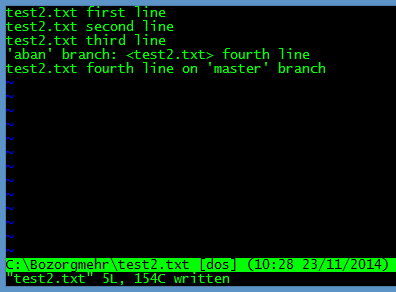 test2.txt first line
test2.txt second line
test2.txt third line
'aban' branch: <test2.txt> fourth line
test2.txt fourth line on 'master' branch
~
~
~
~
~
~
~
~
~
~
~
~
~
C:\Bozorgmehr\test2.txt [dos] (10:28 23/11/2014)
"test2.txt" 5L, 154C written